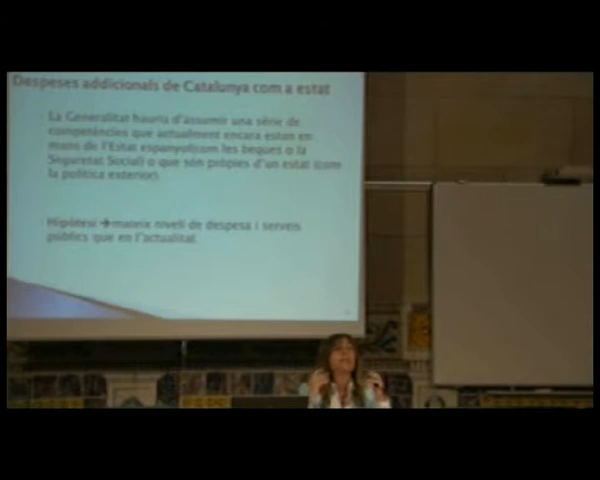 Despeses addicionals de Catalunya com a estat
La Generalitat hauria d'assumir una sèrie de
competències que actualment encara estan en
mans de l'Estat espanyol(com les beques o la
Seguretat Social) o que són pròpies d'un estat (com
la política exterior)
Hipòtesi → mateix nivell de despesa i serveis
públics que en l'actualitat